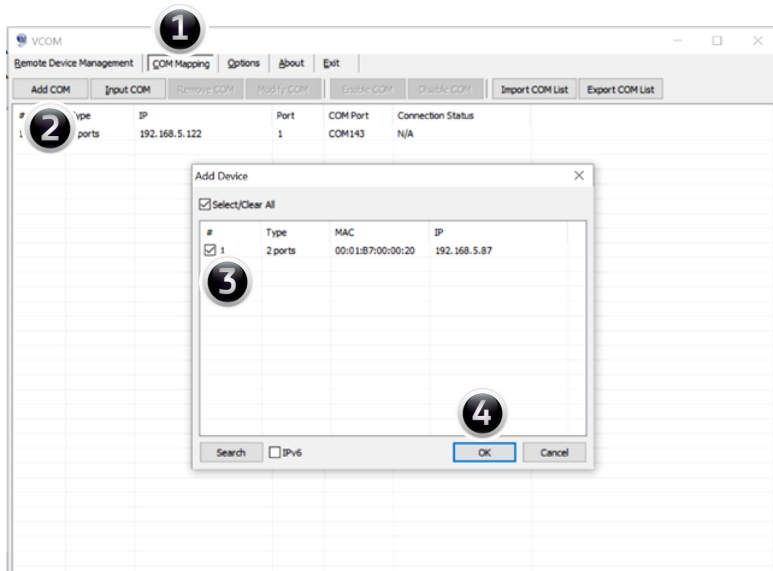 1
VCOM
Remote Device Management COM Mapping Options About Exit
Add COM Input COM Remove COM Modify COM Enable COM Disable COM Import COM List Export COM List
# ype IP Port COM Port Connection Status
2
1 ports 192.168.5.122 1 COM143 N/A
Add Device
Select/Clear All
# Type MAC IP
1 2 ports 00:01:B7:00:00:20 192.168.5.87
3
4
Search IPv6 OK Cancel